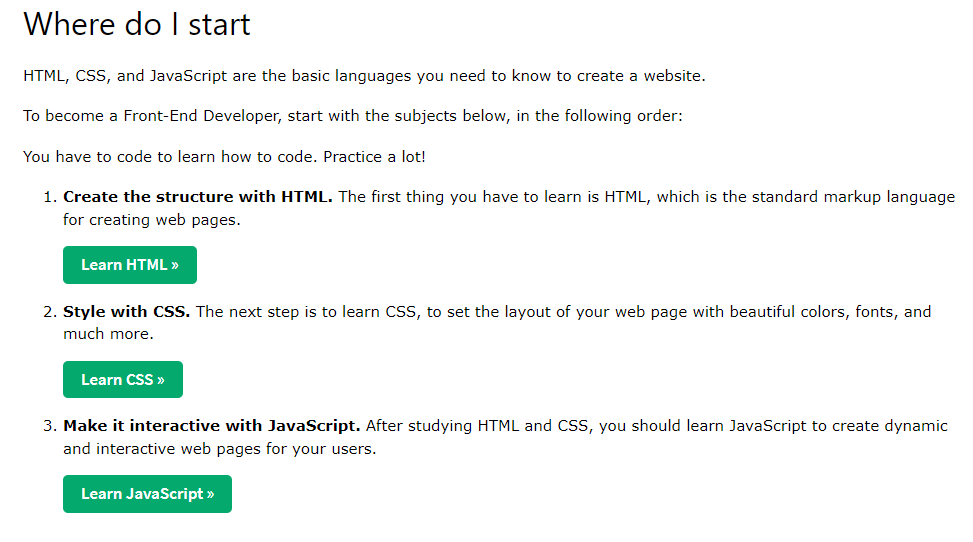 Where do I start
HTML, CSS, and JavaScript are the basic languages you need to know to create a website.
To become a Front-End Developer, start with the subjects below, in the following order:
You have to code to learn how to code. Practice a lot!
1. Create the structure with HTML. The first thing you have to learn is HTML, which is the standard markup language
for creating web pages.
Learn HTML »
2. Style with CSS. The next step is to learn CSS, to set the layout of your web page with beautiful colors, fonts, and
much more.
Learn CSS »
3. Make it interactive with JavaScript. After studying HTML and CSS, you should learn JavaScript to create dynamic
and interactive web pages for your users.
Learn JavaScript »